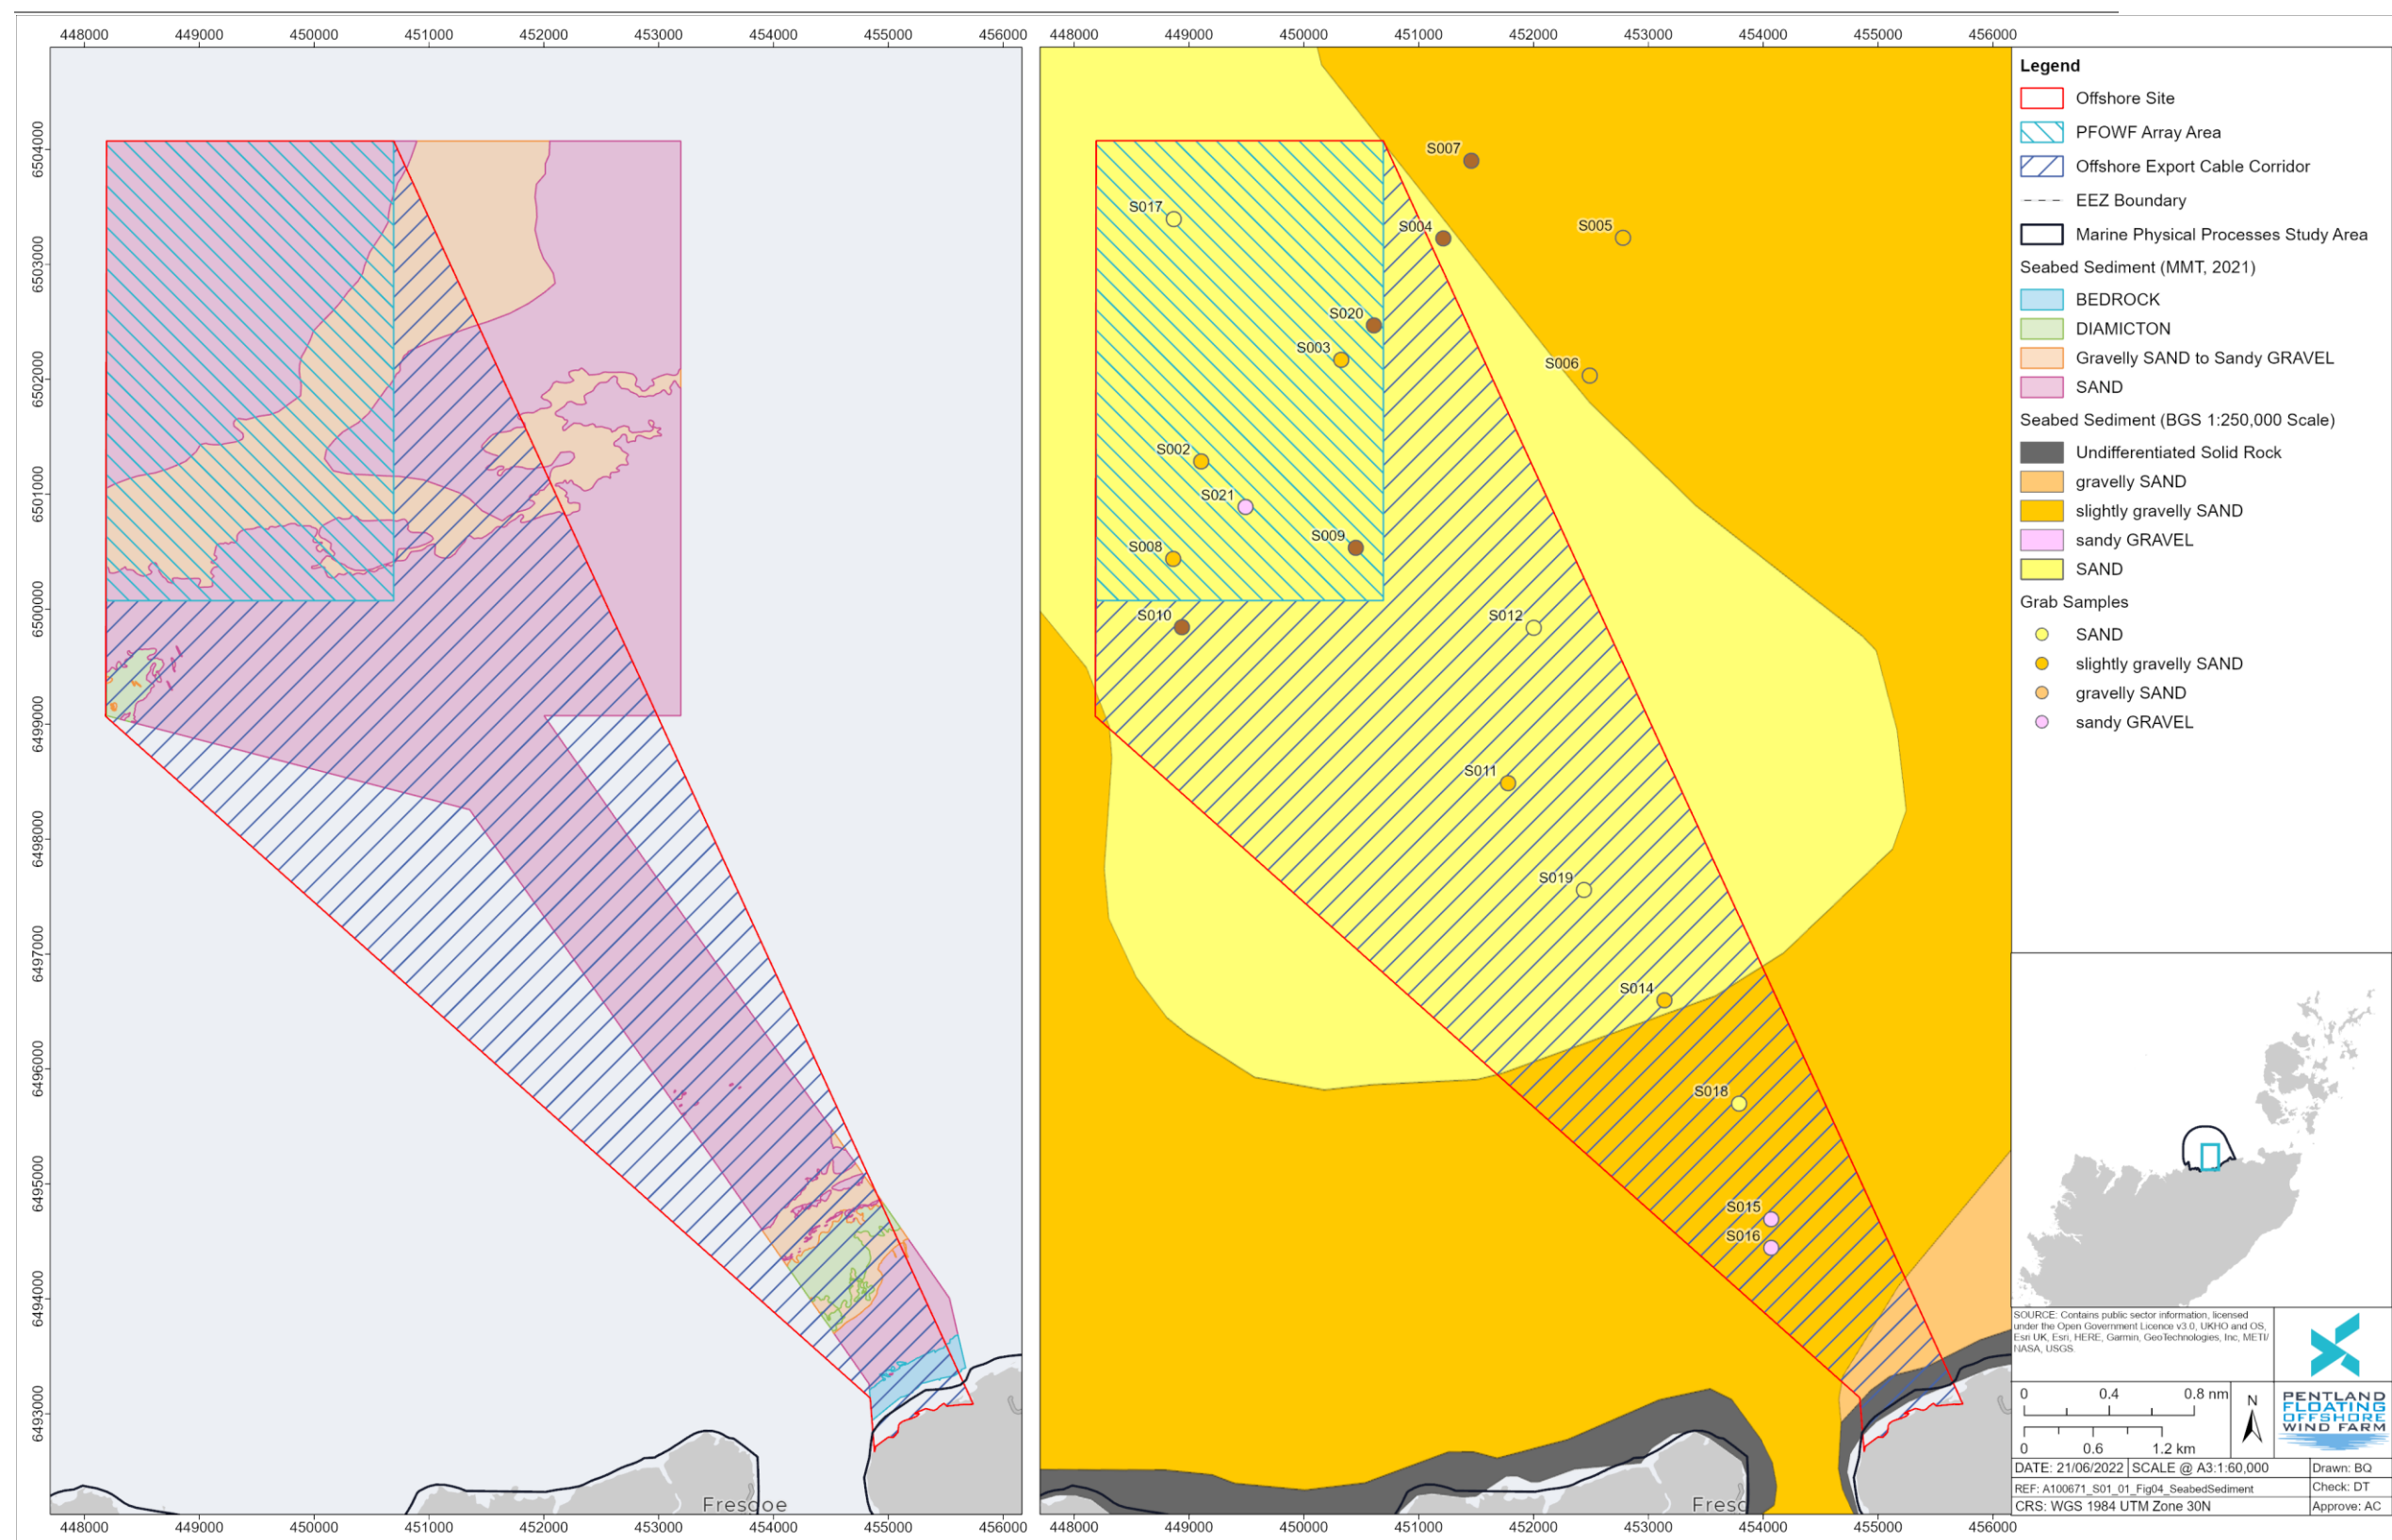 448000 449000 450000 451000 452000 453000 454000 455000 456000
448000 449000 450000 451000 452000 453000 454000 455000 456000
6504000
6503000
6502000
6501000
6500000
6499000
6498000
6497000
6496000
6495000
6494000
6493000
Fresgoe
448000 449000 450000 451000 452000 453000 454000 455000 456000
S007
S017
S004
S005
S020
S003
S006
S002
S021
S009
S008
S010
S012
S011
S019
S014
S018
S015
S016
Fresc
448000 449000 450000 451000 452000 453000 454000 455000 456000
Legend
Offshore Site
PFOWF Array Area
Offshore Export Cable Corridor
EEZ Boundary
Marine Physical Processes Study Area
Seabed Sediment (MMT, 2021)
BEDROCK
DIAMICTON
Gravelly SAND to Sandy GRAVEL
SAND
Seabed Sediment (BGS 1:250,000 Scale)
Undifferentiated Solid Rock
gravelly SAND
slightly gravelly SAND
sandy GRAVEL
SAND
Grab Samples
SAND
slightly gravelly SAND
gravelly SAND
sandy GRAVEL
SOURCE: Contains public sector information, licensed
under the Open Government Licence v3.0, UKHO and OS,
Esri UK, Esri, HERE, Garmin, GeoTechnologies, Inc, METI/
NASA, USGS.
0 0.4 0.8 nm
0 0.6 1.2 km
N
PENTLAND
FLOATING
OFFSHORE
WIND FARM
DATE: 21/06/2022 SCALE @ A3:1:60,000 Drawn: BQ
REF: A100671_S01_01_Fig04_SeabedSediment Check: DT
CRS: WGS 1984 UTM Zone 30N Approve: AC